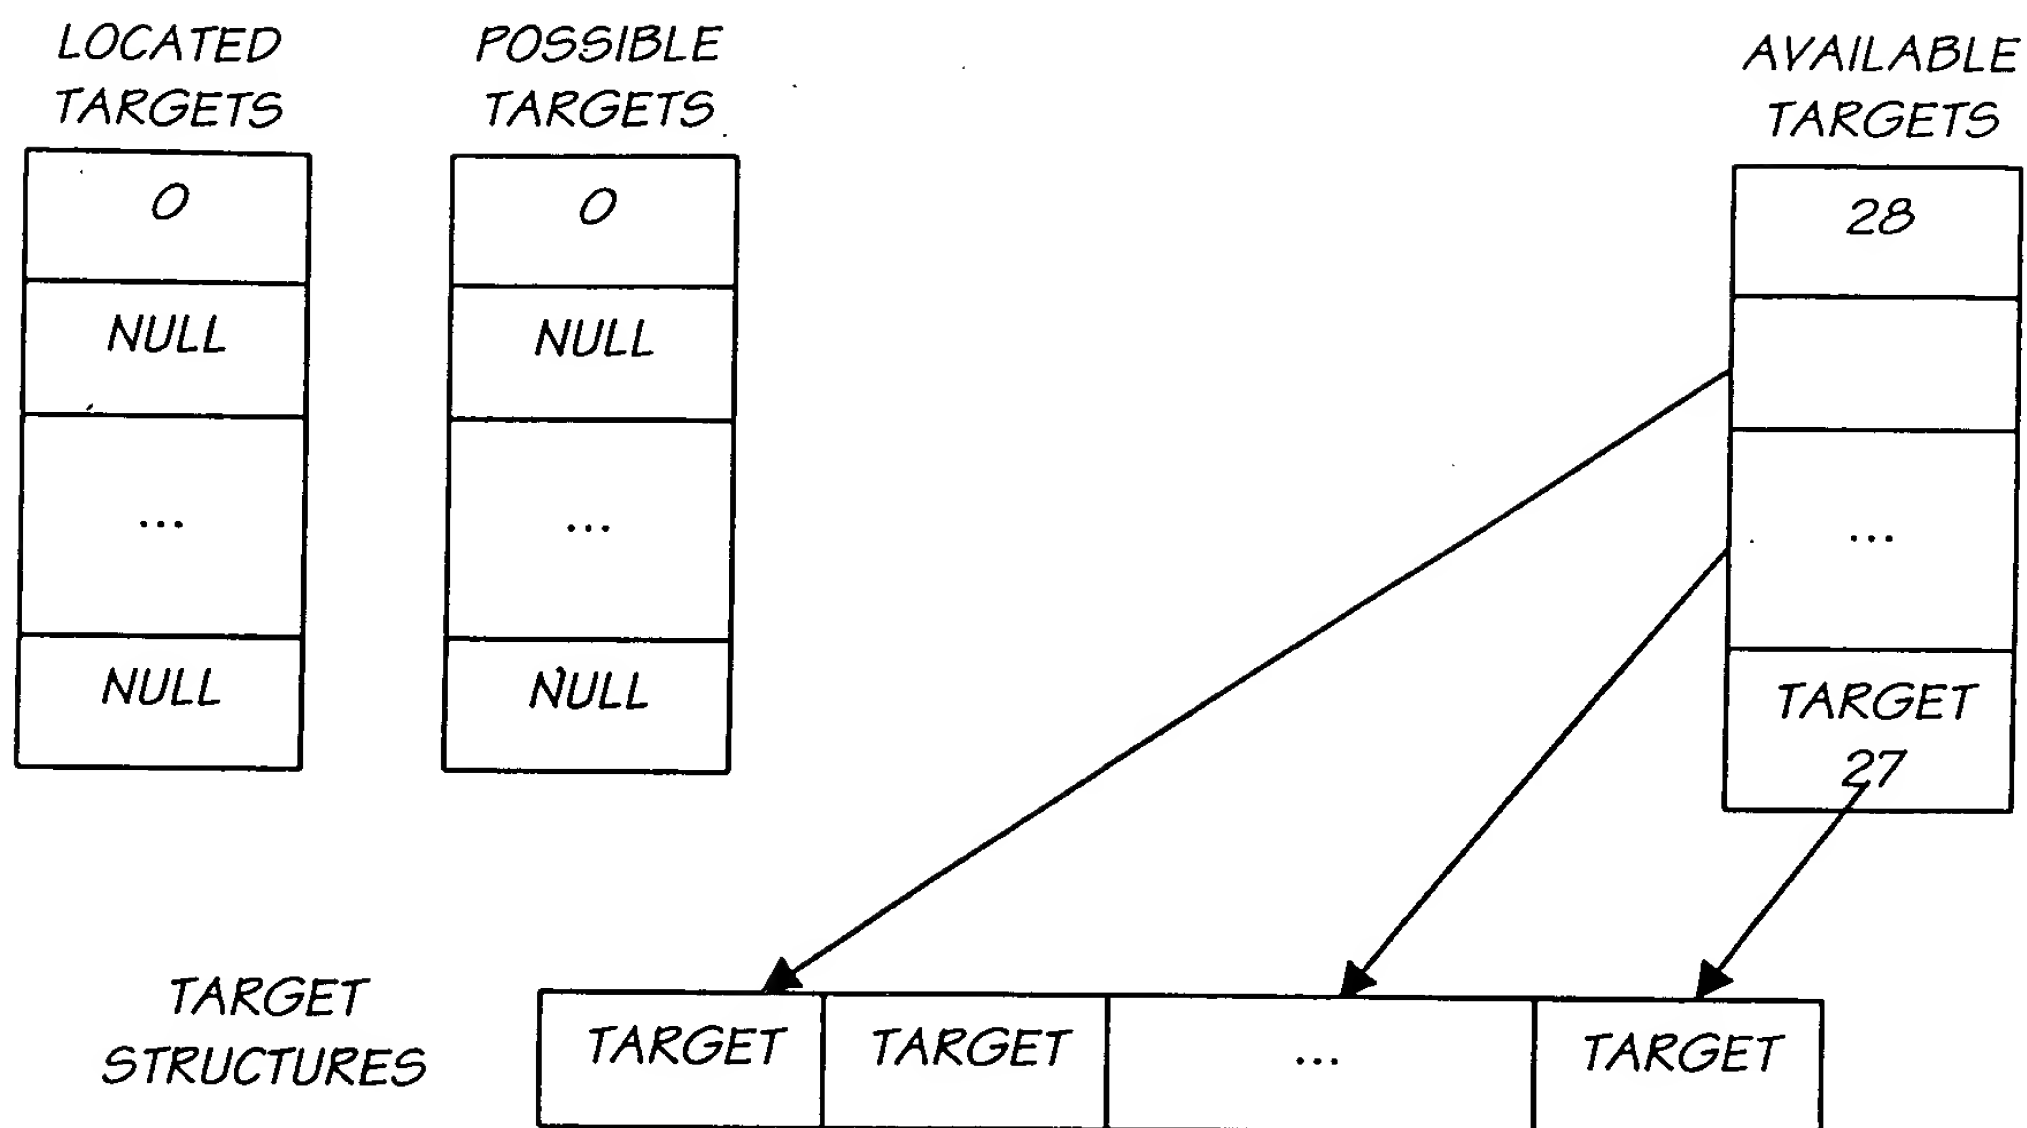 LOCATED
TARGETS
0
NULL
...
NULL
POSSIBLE
TARGETS
0
NULL
...
NULL
AVAILABLE
TARGETS
28
...
TARGET
27
TARGET
STRUCTURES
TARGET
TARGET
...
TARGET